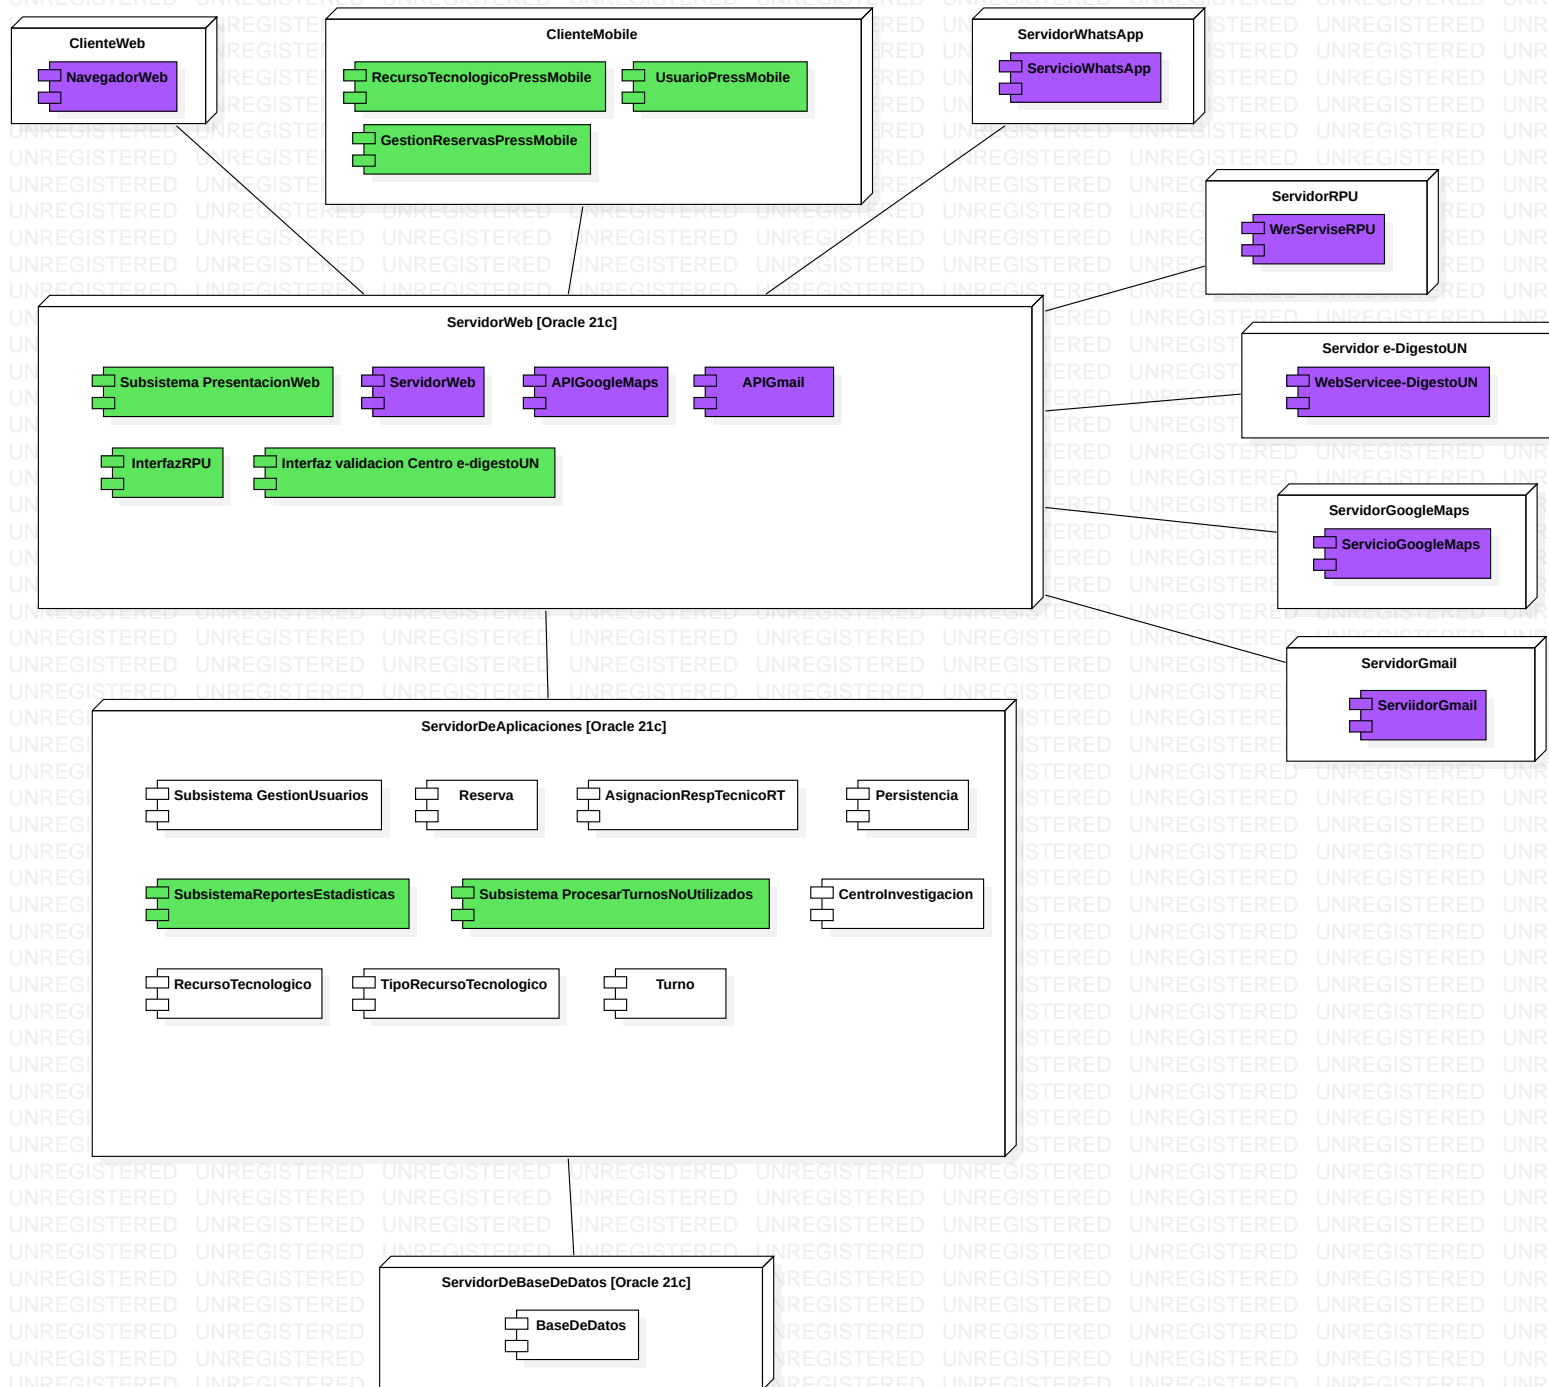 ClienteWeb
NavegadorWeb
ClienteMobile
RecursoTecnologicoPressMobile
UsuarioPressMobile
GestionReservasPressMobile
ServidorWhatsApp
ServicioWhatsApp
ServidorRPU
WerServiseRPU
ServidorWeb [Oracle 21c]
Subsistema PresentacionWeb
ServidorWeb
APIGoogleMaps
APIGmail
InterfazRPU
Interfaz validacion Centro e-digestoUN
Servidor e-DigestoUN
WebServicee-DigestoUN
ServidorGoogleMaps
ServicioGoogleMaps
ServidorGmail
ServiidorGmail
ServidorDeAplicaciones [Oracle 21c]
Subsistema GestionUsuarios
Reserva
AsignacionRespTecnicoRT
Persistencia
SubsistemaReportesEstadisticas
Subsistema ProcesarTurnosNoUtilizados
CentroInvestigacion
RecursoTecnologico
TipoRecursoTecnologico
Turno
ServidorDeBaseDeDatos [Oracle 21c]
BaseDeDatos
UNREGISTERED